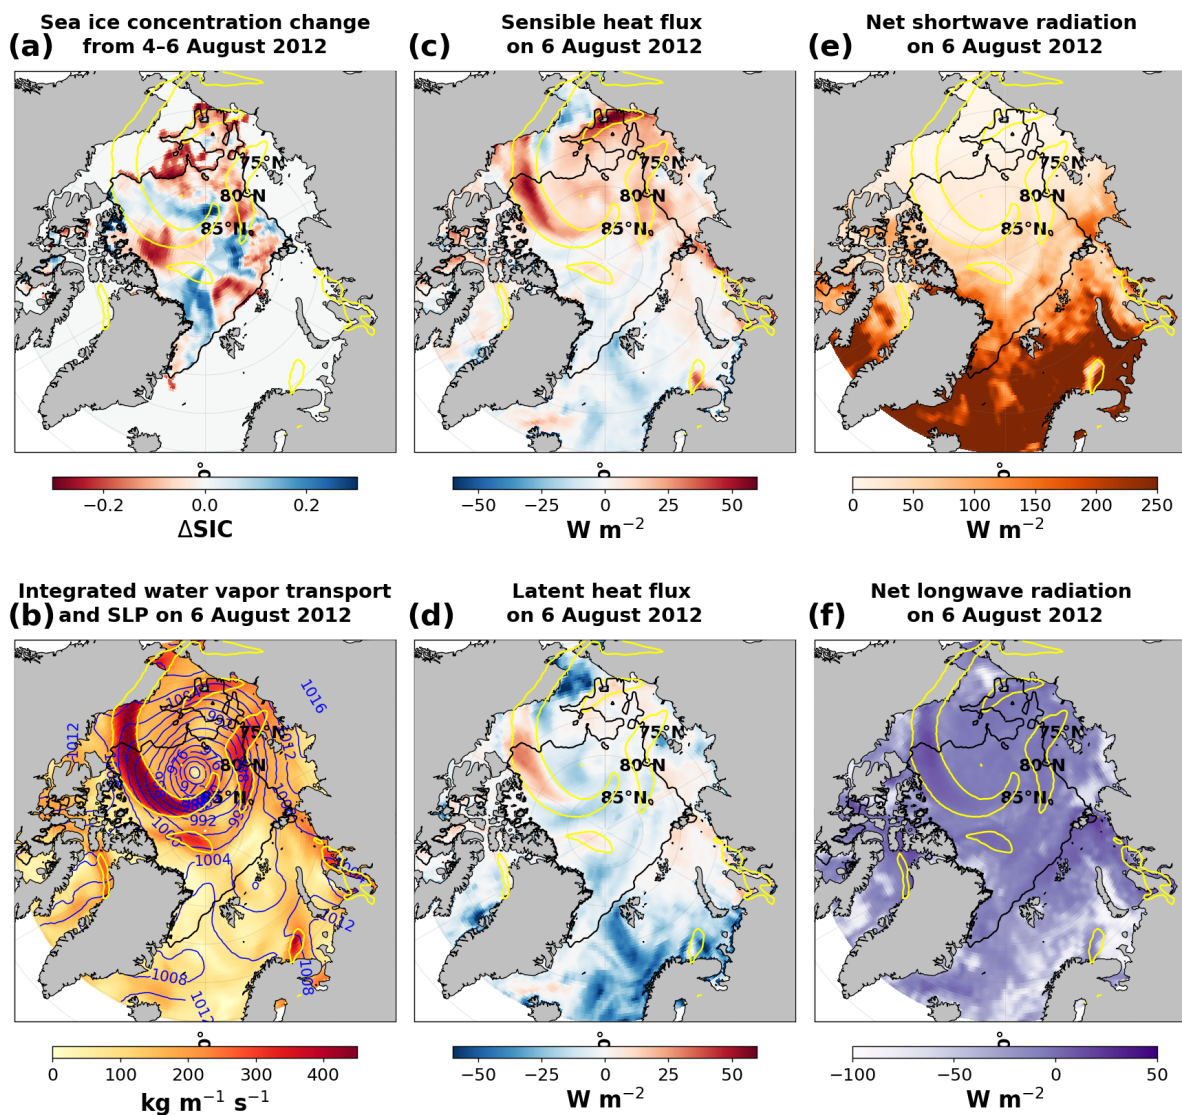 Sea ice concentration change
from 4–6 August 2012
(a)
75°N
80°N
85°N
0°
−0.2 0.0 0.2
ΔSIC
Sensible heat flux
on 6 August 2012
(c)
75°N
80°N
85°N
0°
−50 −25 0 25 50
W m⁻²
Net shortwave radiation
on 6 August 2012
(e)
75°N
80°N
85°N
0°
0 50 100 150 200 250
W m⁻²
Integrated water vapor transport
and SLP on 6 August 2012
(b)
1016
1012
1012
75°N
80°N
5°N
992
1004
1012
1008
1008
1012
0°
0 100 200 300 400
kg m⁻¹ s⁻¹
Latent heat flux
on 6 August 2012
(d)
75°N
80°N
85°N
0°
−50 −25 0 25 50
W m⁻²
Net longwave radiation
on 6 August 2012
(f)
75°N
80°N
85°N
0°
−100 −50 0 50
W m⁻²